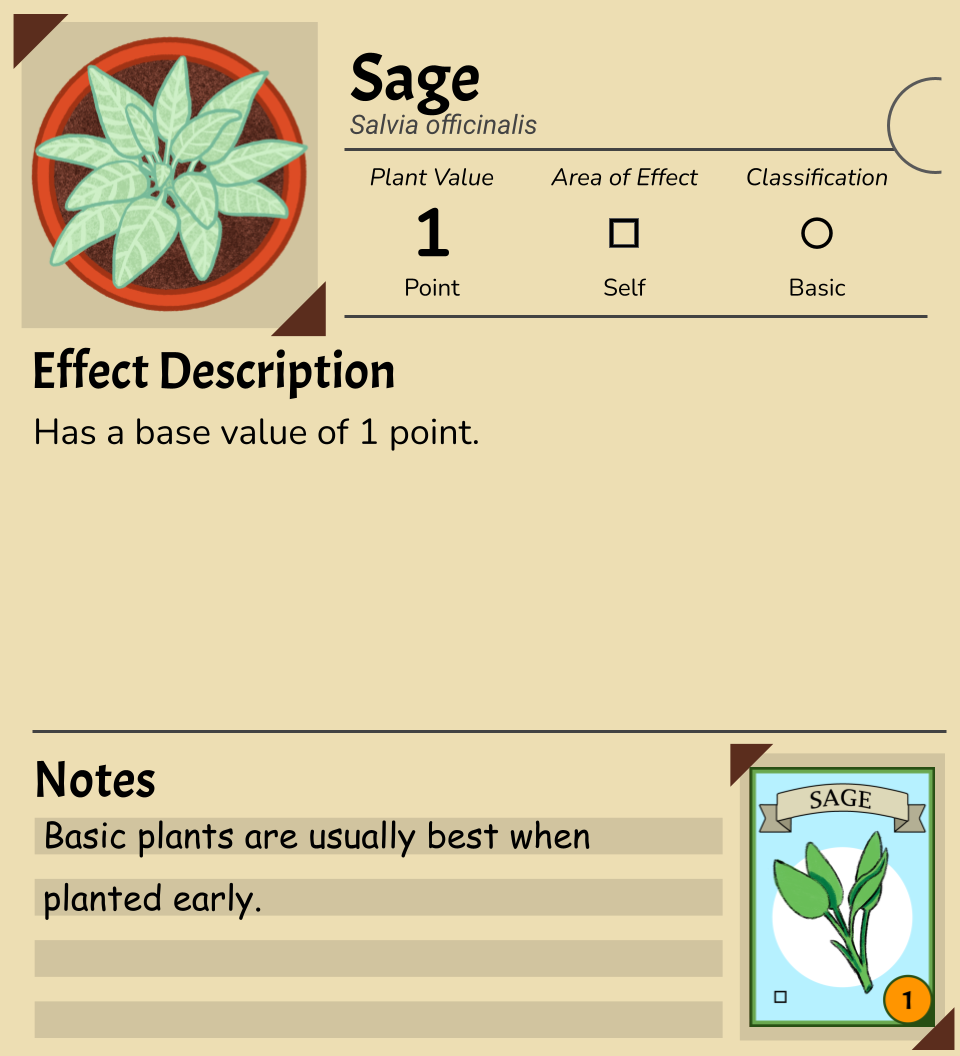 Sage
Salvia officinalis
Plant Value Area of Effect Classification
1
Point Self Basic
Effect Description
Has a base value of 1 point.
Notes
Basic plants are usually best when
planted early.
SAGE
1